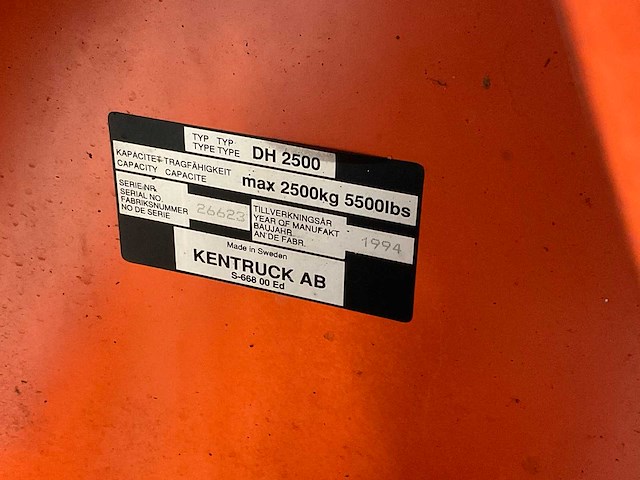 TYP TYP
TYPE TYPE DH 2500
KAPACITET TRAGFÄHIGKEIT
CAPACITY CAPACITE max 2500kg 5500lbs
SERIE NR.
SERIAL NO.
FABRIKSNUMMER
NO DE SERIE
26623
TILLVERKNINGSÅR
YEAR OF MANUFAKT
BAUJAHR
AN DE FABR.
1994
Made in Sweden
KENTRUCK AB
S-668 00 Ed